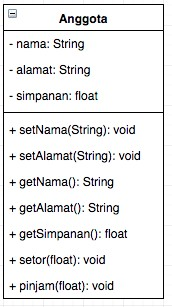 Anggota
- nama: String
- alamat: String
- simpanan: float
+ setNama(String): void
+ setAlamat(String): void
+ getNama(): String
+ getAlamat(): String
+ getSimpanan(): float
+ setor(float): void
+ pinjam(float): void